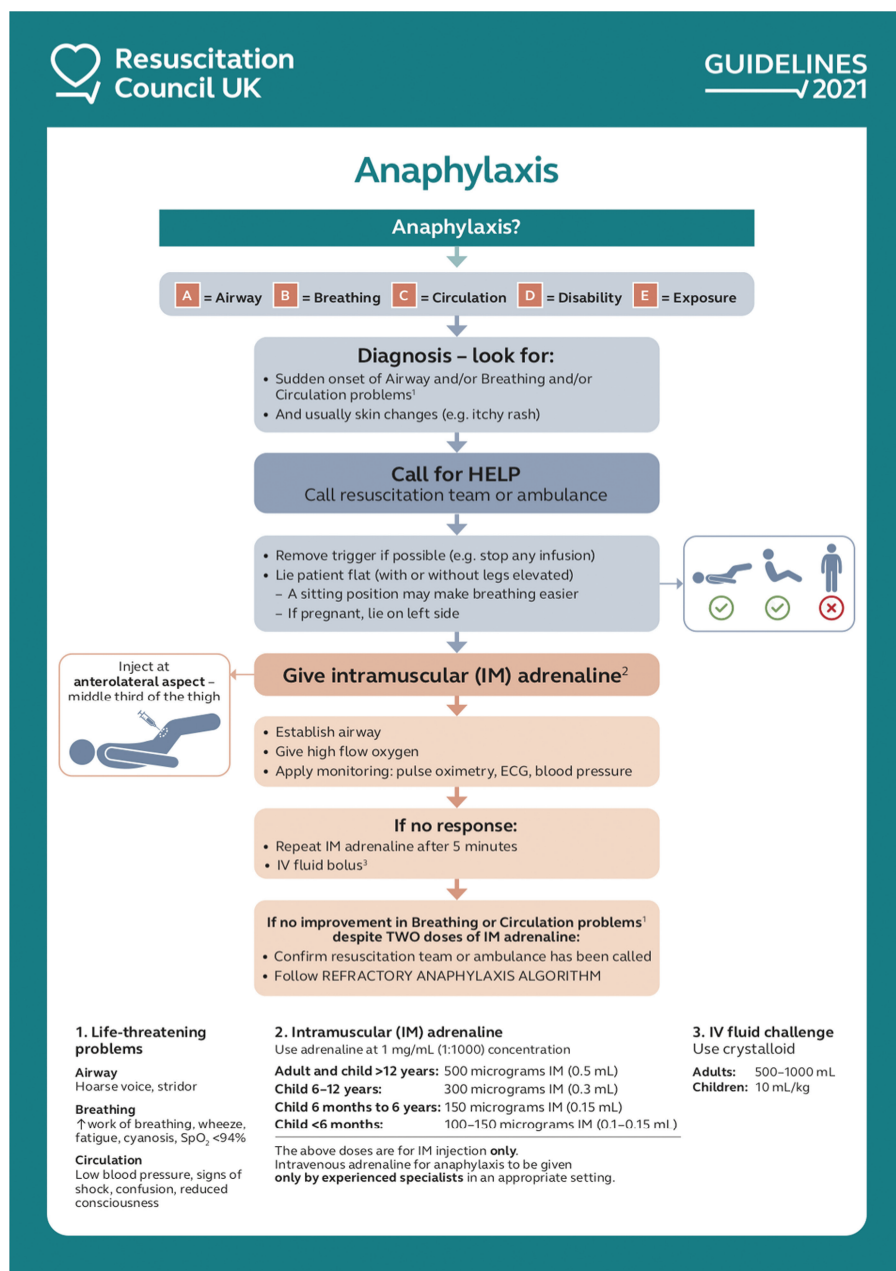 Resuscitation
Council UK
GUIDELINES
2021
Anaphylaxis
Anaphylaxis?
A = Airway B = Breathing C = Circulation D = Disability E = Exposure
Diagnosis – look for:
• Sudden onset of Airway and/or Breathing and/or
Circulation problems¹
• And usually skin changes (e.g. itchy rash)
Call for HELP
Call resuscitation team or ambulance
• Remove trigger if possible (e.g. stop any infusion)
• Lie patient flat (with or without legs elevated)
– A sitting position may make breathing easier
– If pregnant, lie on left side
Inject at
anterolateral aspect –
middle third of the thigh
Give intramuscular (IM) adrenaline²
• Establish airway
• Give high flow oxygen
• Apply monitoring: pulse oximetry, ECG, blood pressure
If no response:
• Repeat IM adrenaline after 5 minutes
• IV fluid bolus³
If no improvement in Breathing or Circulation problems¹
despite TWO doses of IM adrenaline:
• Confirm resuscitation team or ambulance has been called
• Follow REFRACTORY ANAPHYLAXIS ALGORITHM
1. Life-threatening
problems
Airway
Hoarse voice, stridor
Breathing
↑work of breathing, wheeze,
fatigue, cyanosis, SpO₂ <94%
Circulation
Low blood pressure, signs of
shock, confusion, reduced
consciousness
2. Intramuscular (IM) adrenaline
Use adrenaline at 1 mg/mL (1:1000) concentration
Adult and child >12 years: 500 micrograms IM (0.5 mL)
Child 6–12 years: 300 micrograms IM (0.3 mL)
Child 6 months to 6 years: 150 micrograms IM (0.15 mL)
Child <6 months: 100–150 micrograms IM (0.1–0.15 mL)
The above doses are for IM injection only.
Intravenous adrenaline for anaphylaxis to be given
only by experienced specialists in an appropriate setting.
3. IV fluid challenge
Use crystalloid
Adults: 500–1000 mL
Children: 10 mL/kg